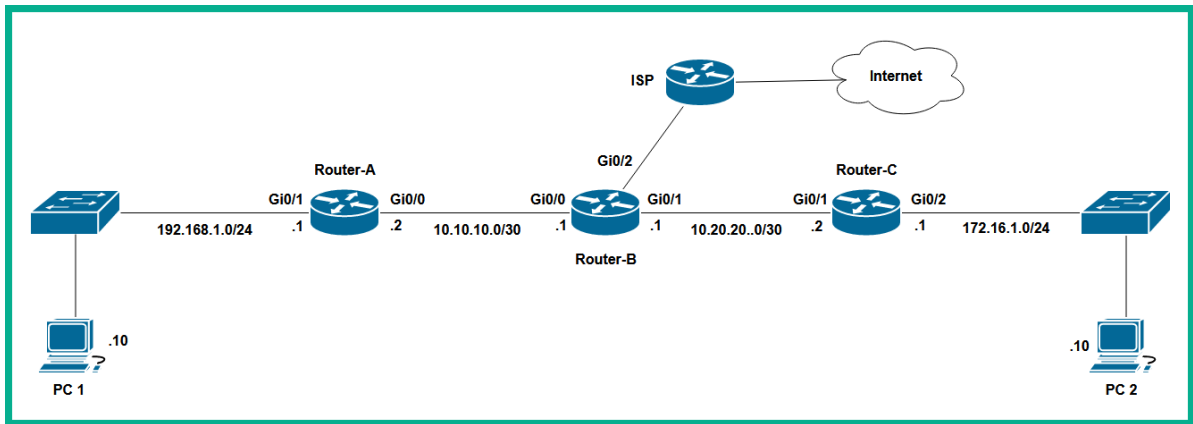 ISP
Internet
Gi0/2
Router-A
Router-C
Gi0/1
Gi0/0
Gi0/0
Gi0/1
Gi0/1
Gi0/2
.1
192.168.1.0/24
.2
10.10.10.0/30
.1
.1
10.20.20..0/30
.2
.1
172.16.1.0/24
Router-B
.10
.10
PC 1
PC 2